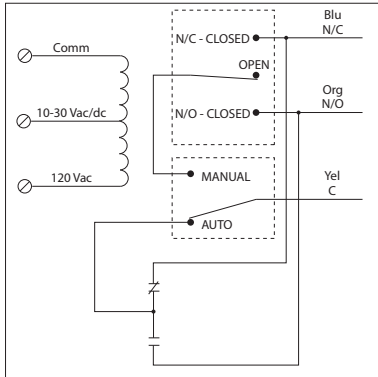 Comm
10-30 Vac/dc
120 Vac
N/C - CLOSED
OPEN
N/O - CLOSED
MANUAL
AUTO
Blu
N/C
Org
N/O
Yel
C